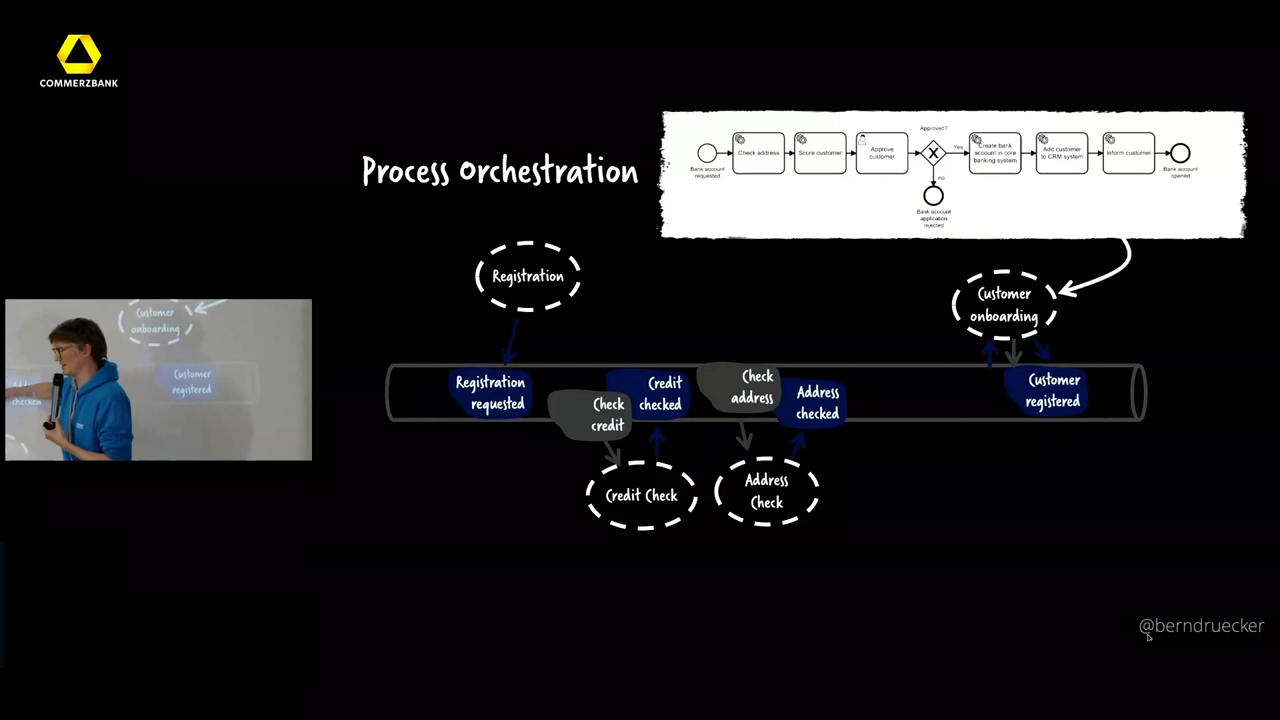 COMMERZBANK
Process Orchestration
Approved?
Check address
Score customer
Approve
customer
Yes
Create bank
account in core
banking system
Add customer
to CRM system
Inform customer
Bank account
requested
no
Bank account
opened
Bank account
application
rejected
Registration
Customer
onboarding
Registration
requested
Check
credit
Credit
checked
Check
address
Address
checked
Customer
registered
Credit Check
Address
Check
Customer
onboarding
Customer
registered
checked
@berndruecker